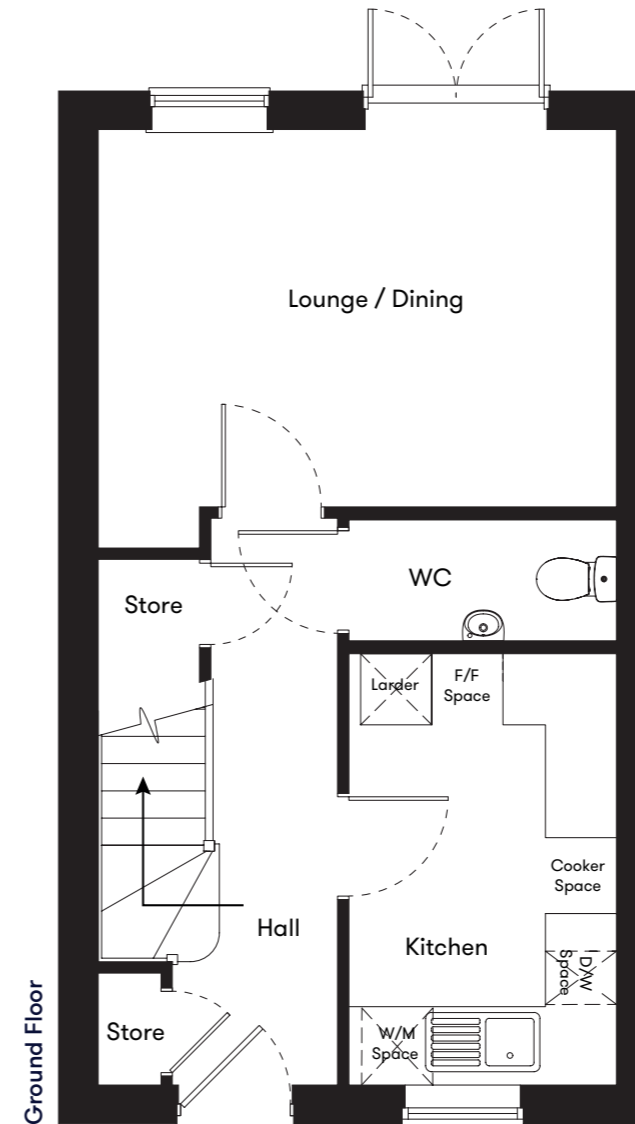 Lounge / Dining
WC
Store
Larder
F/F
Space
Cooker
Space
Hall
Kitchen
D/W
Space
Store
W/M
Space
Ground Floor